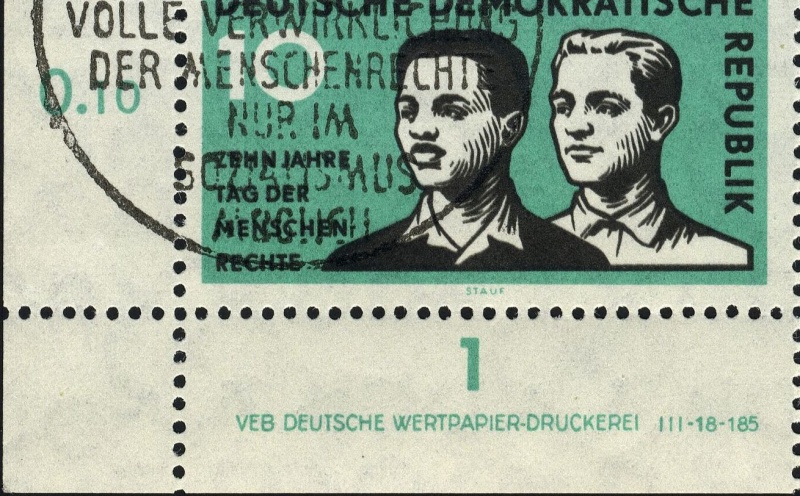 DEUTSCHE DEMOKRATISCHE
REPUBLIK
10
ZEHN JAHRE
TAG DER
MENSCHEN-
RECHTE
VOLLE VERWIRKLICHUNG
DER MENSCHENRECHTE
NUR IM
SOZIALISMUS
MÖGLICH
0.10
STAUF
1
VEB DEUTSCHE WERTPAPIER-DRUCKEREI III-18-185